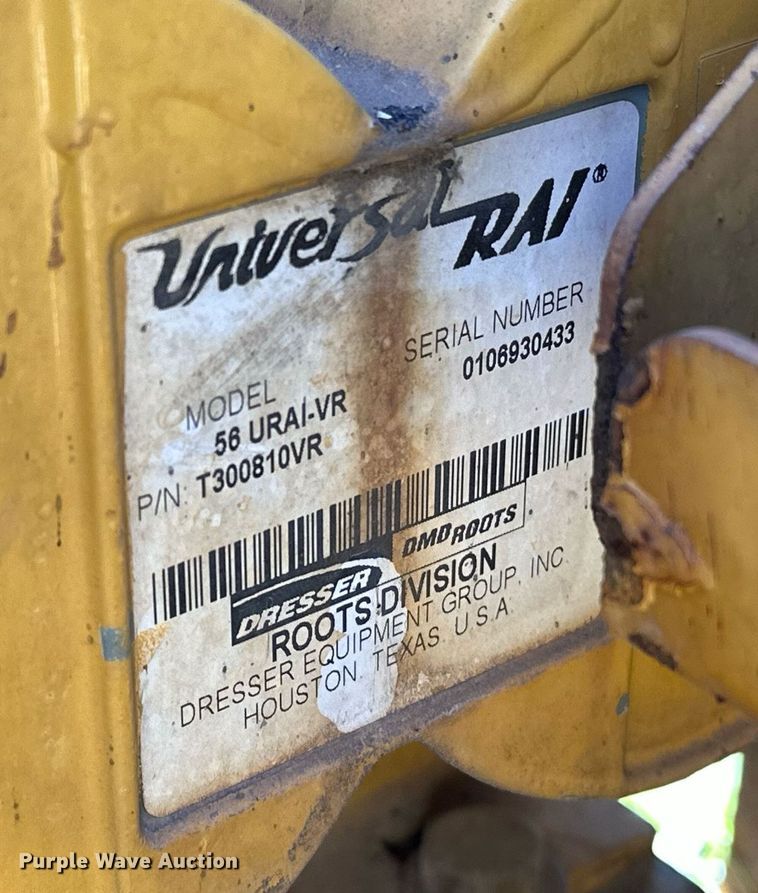 Universal RAI®
SERIAL NUMBER
0106930433
MODEL
56 URAI-VR
P/N: T300810VR
DRESSER DMD ROOTS
ROOTS DIVISION
DRESSER EQUIPMENT GROUP, INC.
HOUSTON, TEXAS U.S.A.
Purple Wave Auction